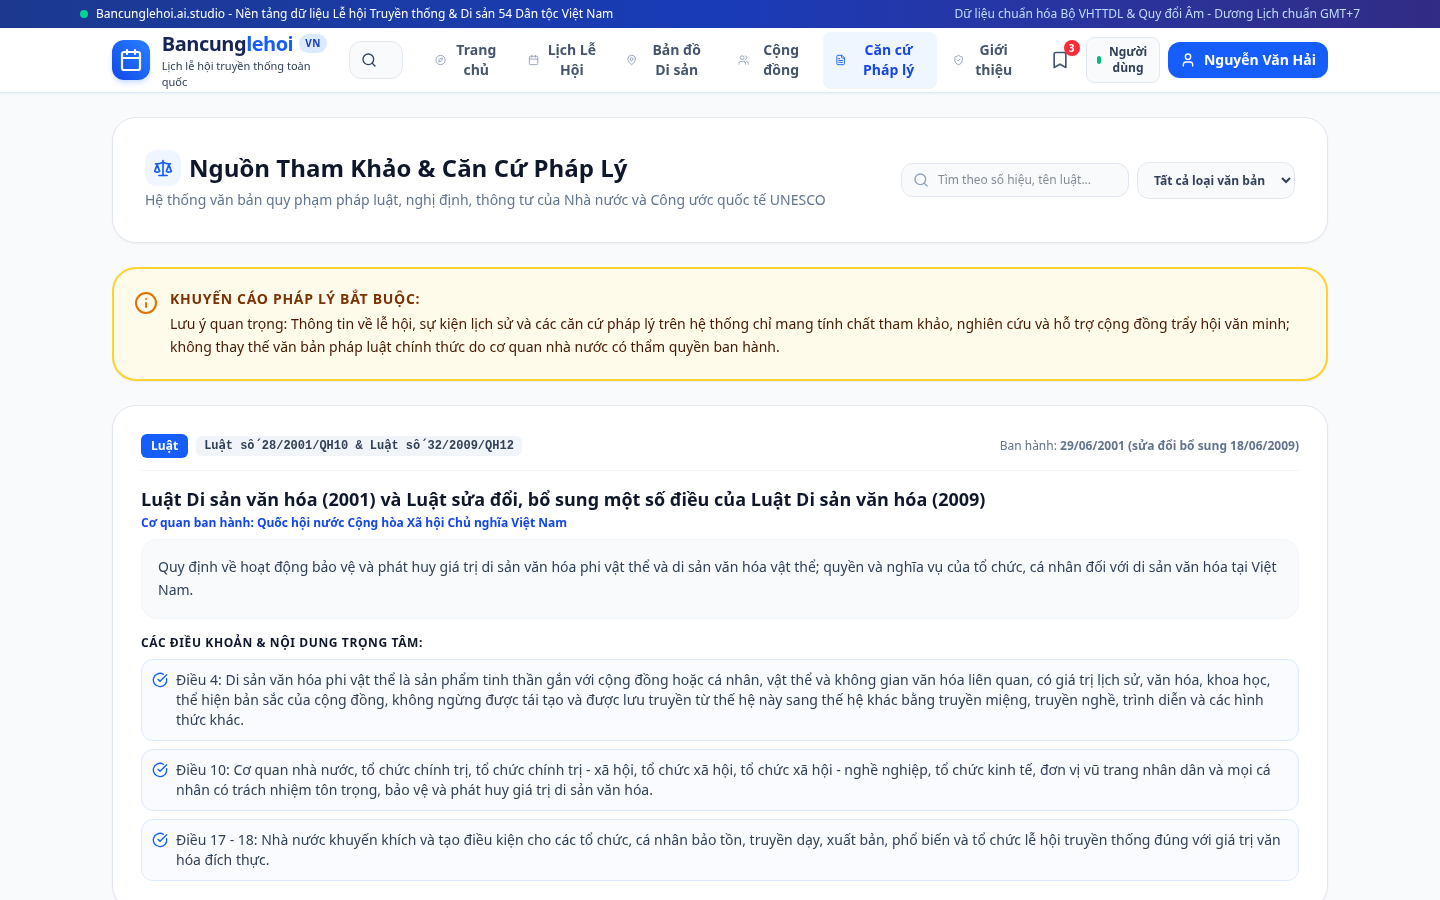 Bancunglehoi.ai.studio - Nền tảng dữ liệu Lễ hội Truyền thống & Di sản 54 Dân tộc Việt Nam
Dữ liệu chuẩn hóa Bộ VHTTDL & Quy đổi Âm - Dương Lịch chuẩn GMT+7
Bancunglehoi VN
Lịch lễ hội truyền thống toàn
quốc
Trang
chủ
Lịch Lễ
Hội
Bản đồ
Di sản
Cộng
đồng
Căn cứ
Pháp lý
Giới
thiệu
3
Người
dùng
Nguyễn Văn Hải
Nguồn Tham Khảo & Căn Cứ Pháp Lý
Hệ thống văn bản quy phạm pháp luật, nghị định, thông tư của Nhà nước và Công ước quốc tế UNESCO
Tìm theo số hiệu, tên luật...
Tất cả loại văn bản
KHUYẾN CÁO PHÁP LÝ BẮT BUỘC:
Lưu ý quan trọng: Thông tin về lễ hội, sự kiện lịch sử và các căn cứ pháp lý trên hệ thống chỉ mang tính chất tham khảo, nghiên cứu và hỗ trợ cộng đồng trẩy hội văn minh;
không thay thế văn bản pháp luật chính thức do cơ quan nhà nước có thẩm quyền ban hành.
Luật
Luật số 28/2001/QH10 & Luật số 32/2009/QH12
Ban hành: 29/06/2001 (sửa đổi bổ sung 18/06/2009)
Luật Di sản văn hóa (2001) và Luật sửa đổi, bổ sung một số điều của Luật Di sản văn hóa (2009)
Cơ quan ban hành: Quốc hội nước Cộng hòa Xã hội Chủ nghĩa Việt Nam
Quy định về hoạt động bảo vệ và phát huy giá trị di sản văn hóa phi vật thể và di sản văn hóa vật thể; quyền và nghĩa vụ của tổ chức, cá nhân đối với di sản văn hóa tại Việt
Nam.
CÁC ĐIỀU KHOẢN & NỘI DUNG TRỌNG TÂM:
Điều 4: Di sản văn hóa phi vật thể là sản phẩm tinh thần gắn với cộng đồng hoặc cá nhân, vật thể và không gian văn hóa liên quan, có giá trị lịch sử, văn hóa, khoa học,
thể hiện bản sắc của cộng đồng, không ngừng được tái tạo và được lưu truyền từ thế hệ này sang thế hệ khác bằng truyền miệng, truyền nghề, trình diễn và các hình
thức khác.
Điều 10: Cơ quan nhà nước, tổ chức chính trị, tổ chức chính trị - xã hội, tổ chức xã hội, tổ chức xã hội - nghề nghiệp, tổ chức kinh tế, đơn vị vũ trang nhân dân và mọi cá
nhân có trách nhiệm tôn trọng, bảo vệ và phát huy giá trị di sản văn hóa.
Điều 17 - 18: Nhà nước khuyến khích và tạo điều kiện cho các tổ chức, cá nhân bảo tồn, truyền dạy, xuất bản, phổ biến và tổ chức lễ hội truyền thống đúng với giá trị văn
hóa đích thực.